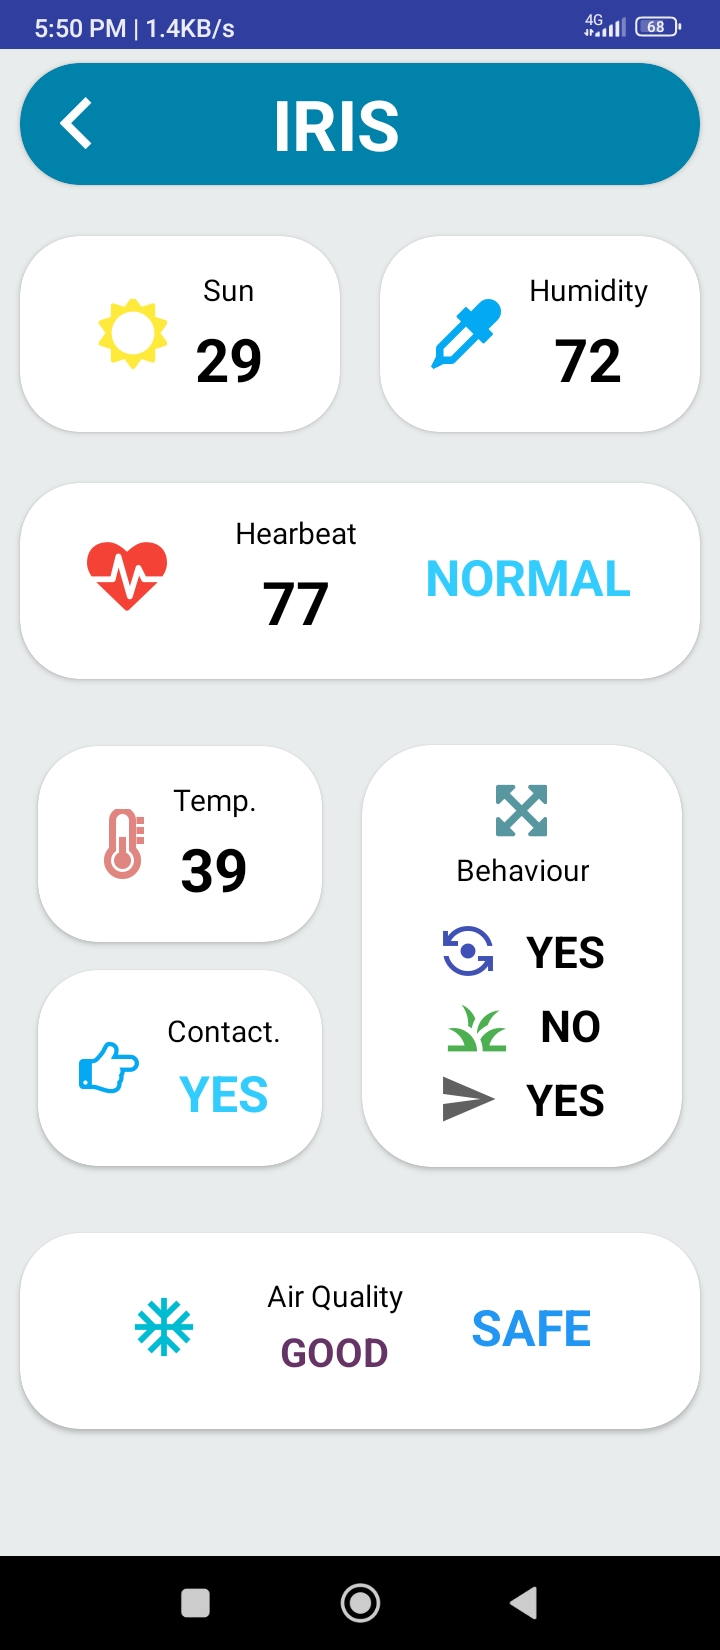 5:50 PM | 1.4KB/s
4G
68
IRIS
Sun
29
Humidity
72
Hearbeat
77
NORMAL
Temp.
39
Behaviour
YES
NO
YES
Contact.
YES
Air Quality
GOOD
SAFE